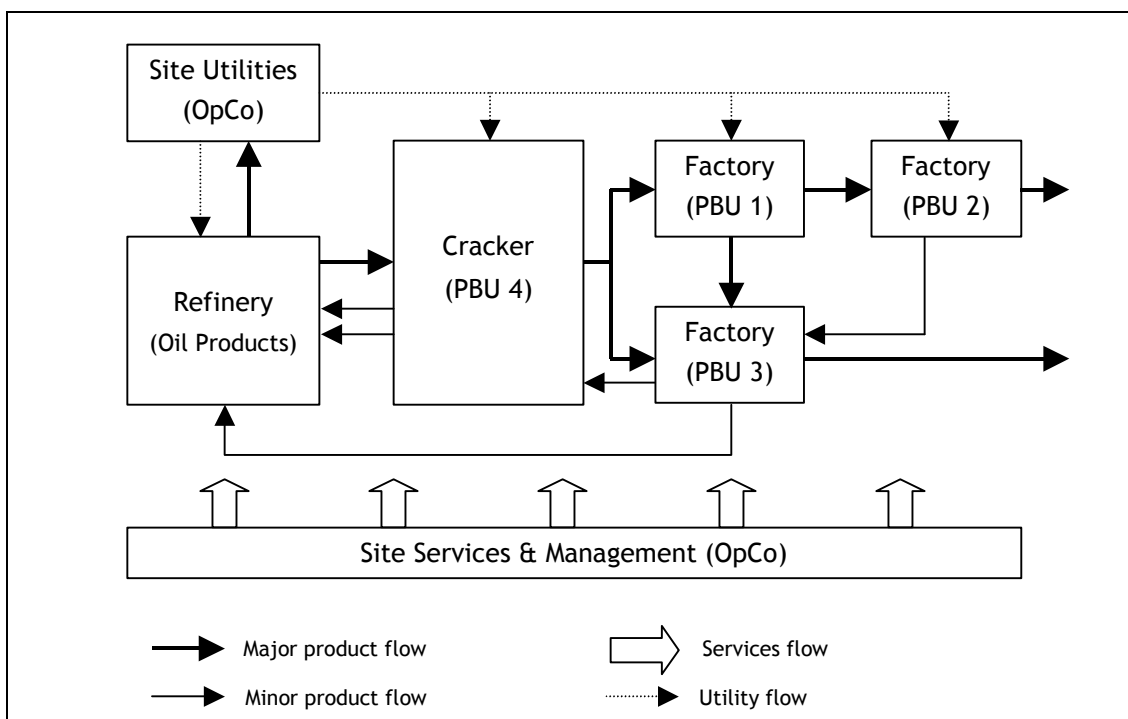 Site Utilities
(OpCo)
Refinery
(Oil Products)
Cracker
(PBU 4)
Factory
(PBU 1)
Factory
(PBU 2)
Factory
(PBU 3)
Site Services & Management (OpCo)
Major product flow
Services flow
Minor product flow
Utility flow